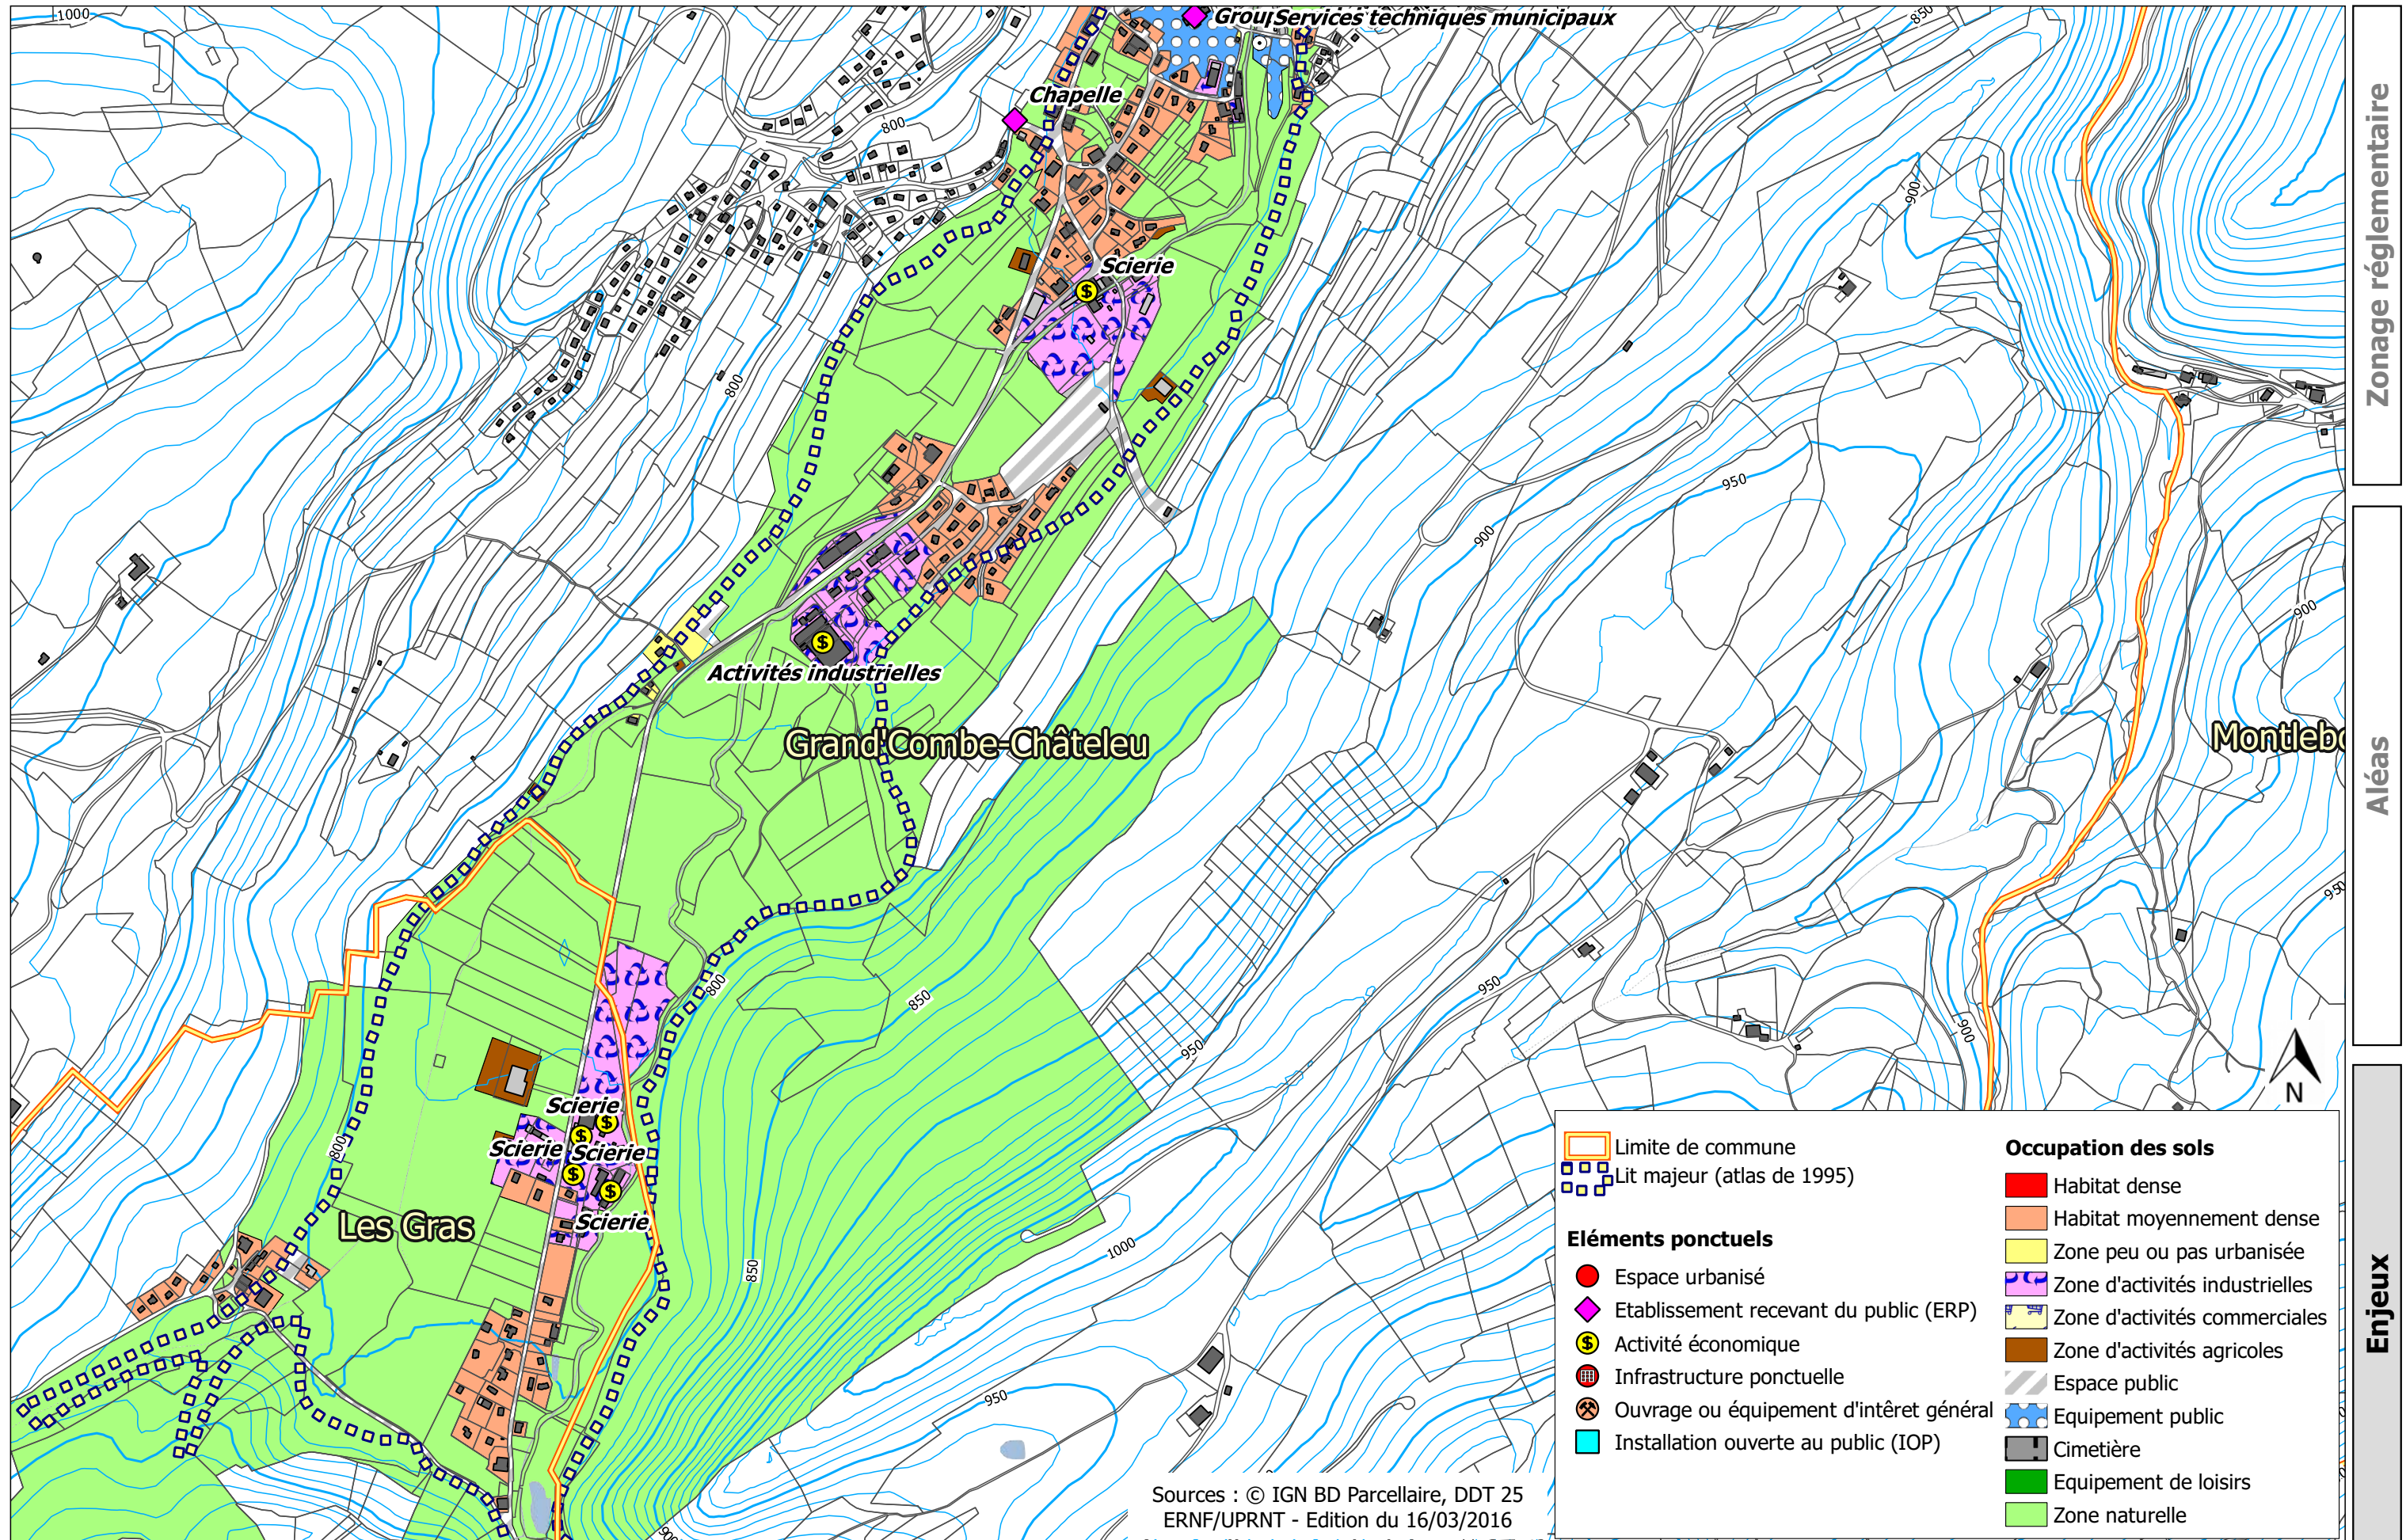 1000
Group
Services techniques municipaux
850
Chapelle
800
900
Scierie
800
950
900
900
Activités industrielles
Grand'Combe-Châteleu
Montlebo
950
800
850
950
950
900
Scierie
Scierie
Scierie
800
Les Gras
Scierie
850
1000
950
900
Zonage réglementaire
Aléas
Enjeux
N
Limite de commune
Lit majeur (atlas de 1995)
Eléments ponctuels
Espace urbanisé
Etablissement recevant du public (ERP)
Activité économique
Infrastructure ponctuelle
Ouvrage ou équipement d'intêret général
Installation ouverte au public (IOP)
Occupation des sols
Habitat dense
Habitat moyennement dense
Zone peu ou pas urbanisée
Zone d'activités industrielles
Zone d'activités commerciales
Zone d'activités agricoles
Espace public
Equipement public
Cimetière
Equipement de loisirs
Zone naturelle
Sources : © IGN BD Parcellaire, DDT 25
ERNF/UPRNT - Edition du 16/03/2016